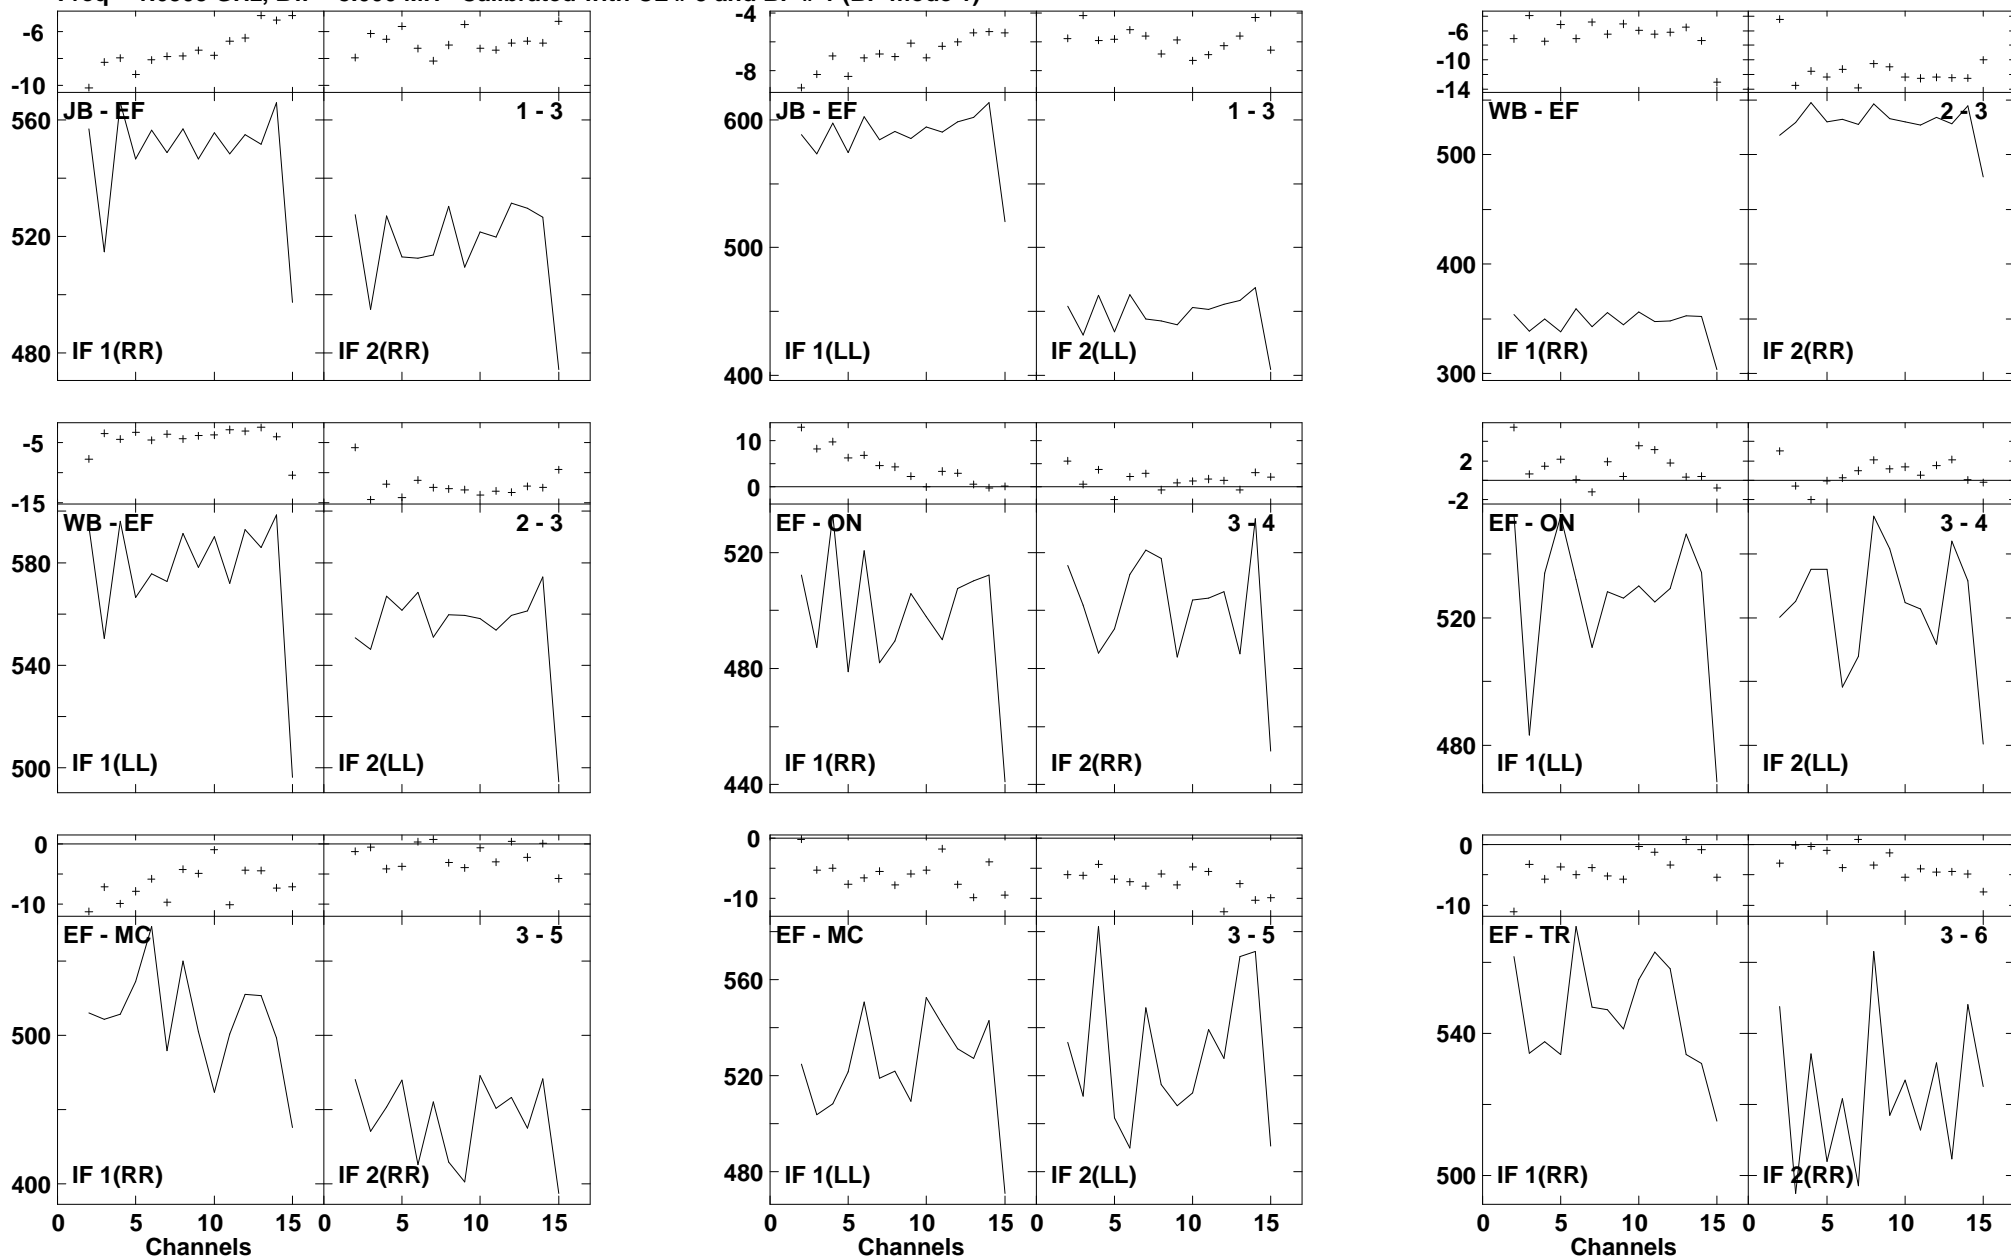 -6 -4 -6
-10 -8 -10
-14
JB - EF 1 - 3 JB - EF 1 - 3 WB - EF 2 - 3
560 600 500
520 500 400
480 400 300
IF 1(RR) IF 2(RR) IF 1(LL) IF 2(LL) IF 1(RR) IF 2(RR)
-5 10 2
-15 0 -2
WB - EF 2 - 3 EF - ON 3 - 4 EF - ON 3 - 4
580 520 520
540 480 480
500 440
IF 1(LL) IF 2(LL) IF 1(RR) IF 2(RR) IF 1(LL) IF 2(LL)
0 0 0
-10 -10 -10
EF - MC 3 - 5 EF - MC 3 - 5 EF - TR 3 - 6
500 560 540
400 520 500
480
IF 1(RR) IF 2(RR) IF 1(LL) IF 2(LL) IF 1(RR) IF 2(RR)
0 5 10 15 0 5 10 15 0 5 10 15 0 5 10 15 0 5 10 15 0 5 10 15
Channels Channels Channels